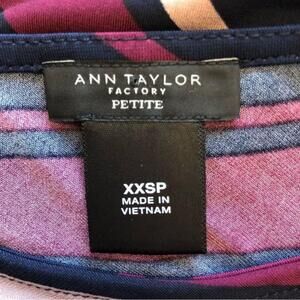 ANN TAYLOR
FACTORY
PETITE
XXSP
MADE IN
VIETNAM